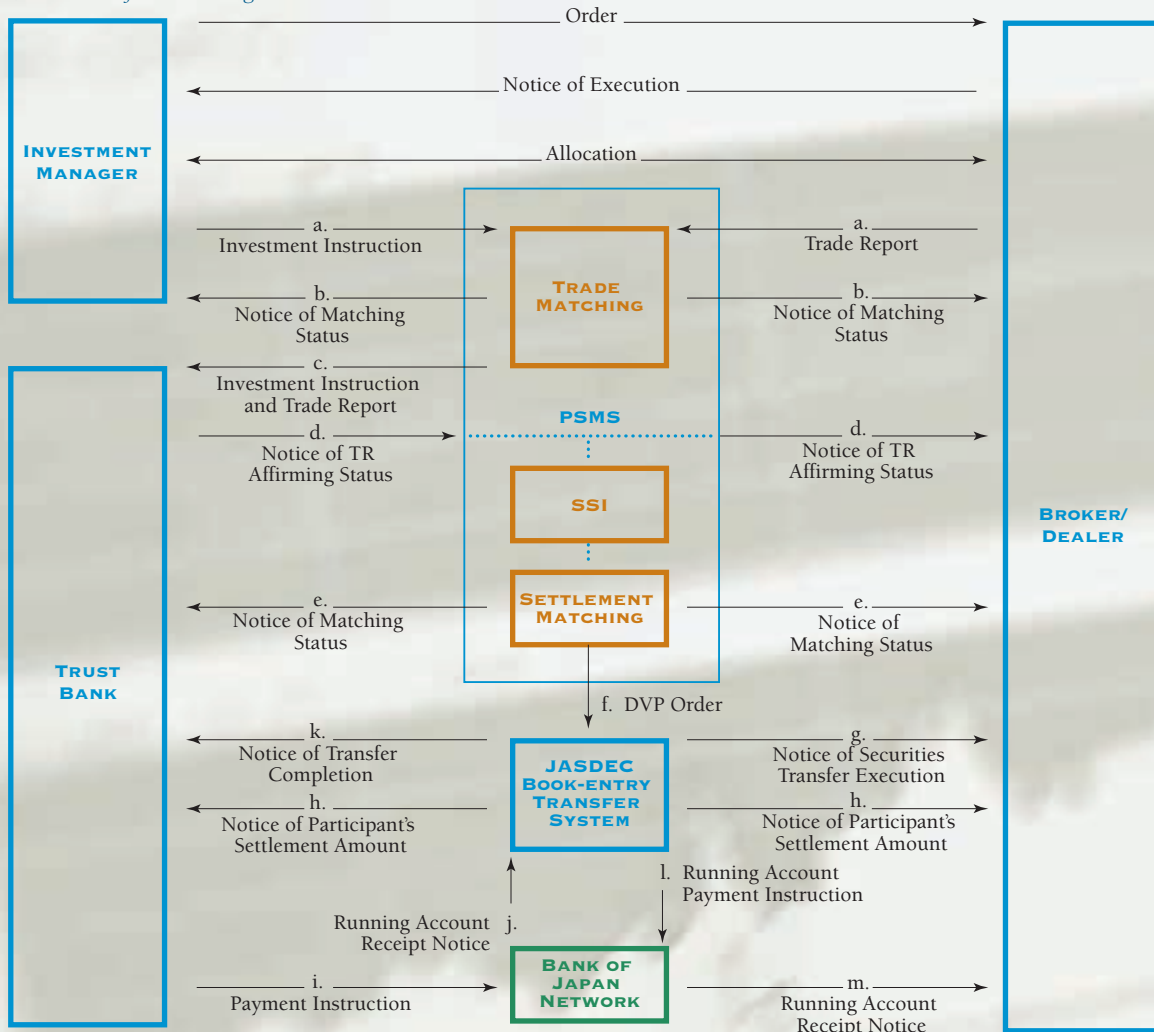 Order
Notice of Execution
INVESTMENT
MANAGER
Allocation
a.
Investment Instruction
a.
Trade Report
TRADE
MATCHING
b.
Notice of Matching
Status
b.
Notice of Matching
Status
c.
Investment Instruction
and Trade Report
PSMS
d.
Notice of TR
Affirming Status
d.
Notice of TR
Affirming Status
SSI
BROKER/
DEALER
SETTLEMENT
MATCHING
e.
Notice of Matching
Status
e.
Notice of
Matching Status
TRUST
BANK
f. DVP Order
k.
Notice of Transfer
Completion
JASDEC
BOOK-ENTRY
TRANSFER
SYSTEM
g.
Notice of Securities
Transfer Execution
h.
Notice of Participant's
Settlement Amount
h.
Notice of Participant's
Settlement Amount
l. Running Account
Payment Instruction
Running Account j.
Receipt Notice
BANK OF
JAPAN
NETWORK
i.
Payment Instruction
m.
Running Account
Receipt Notice